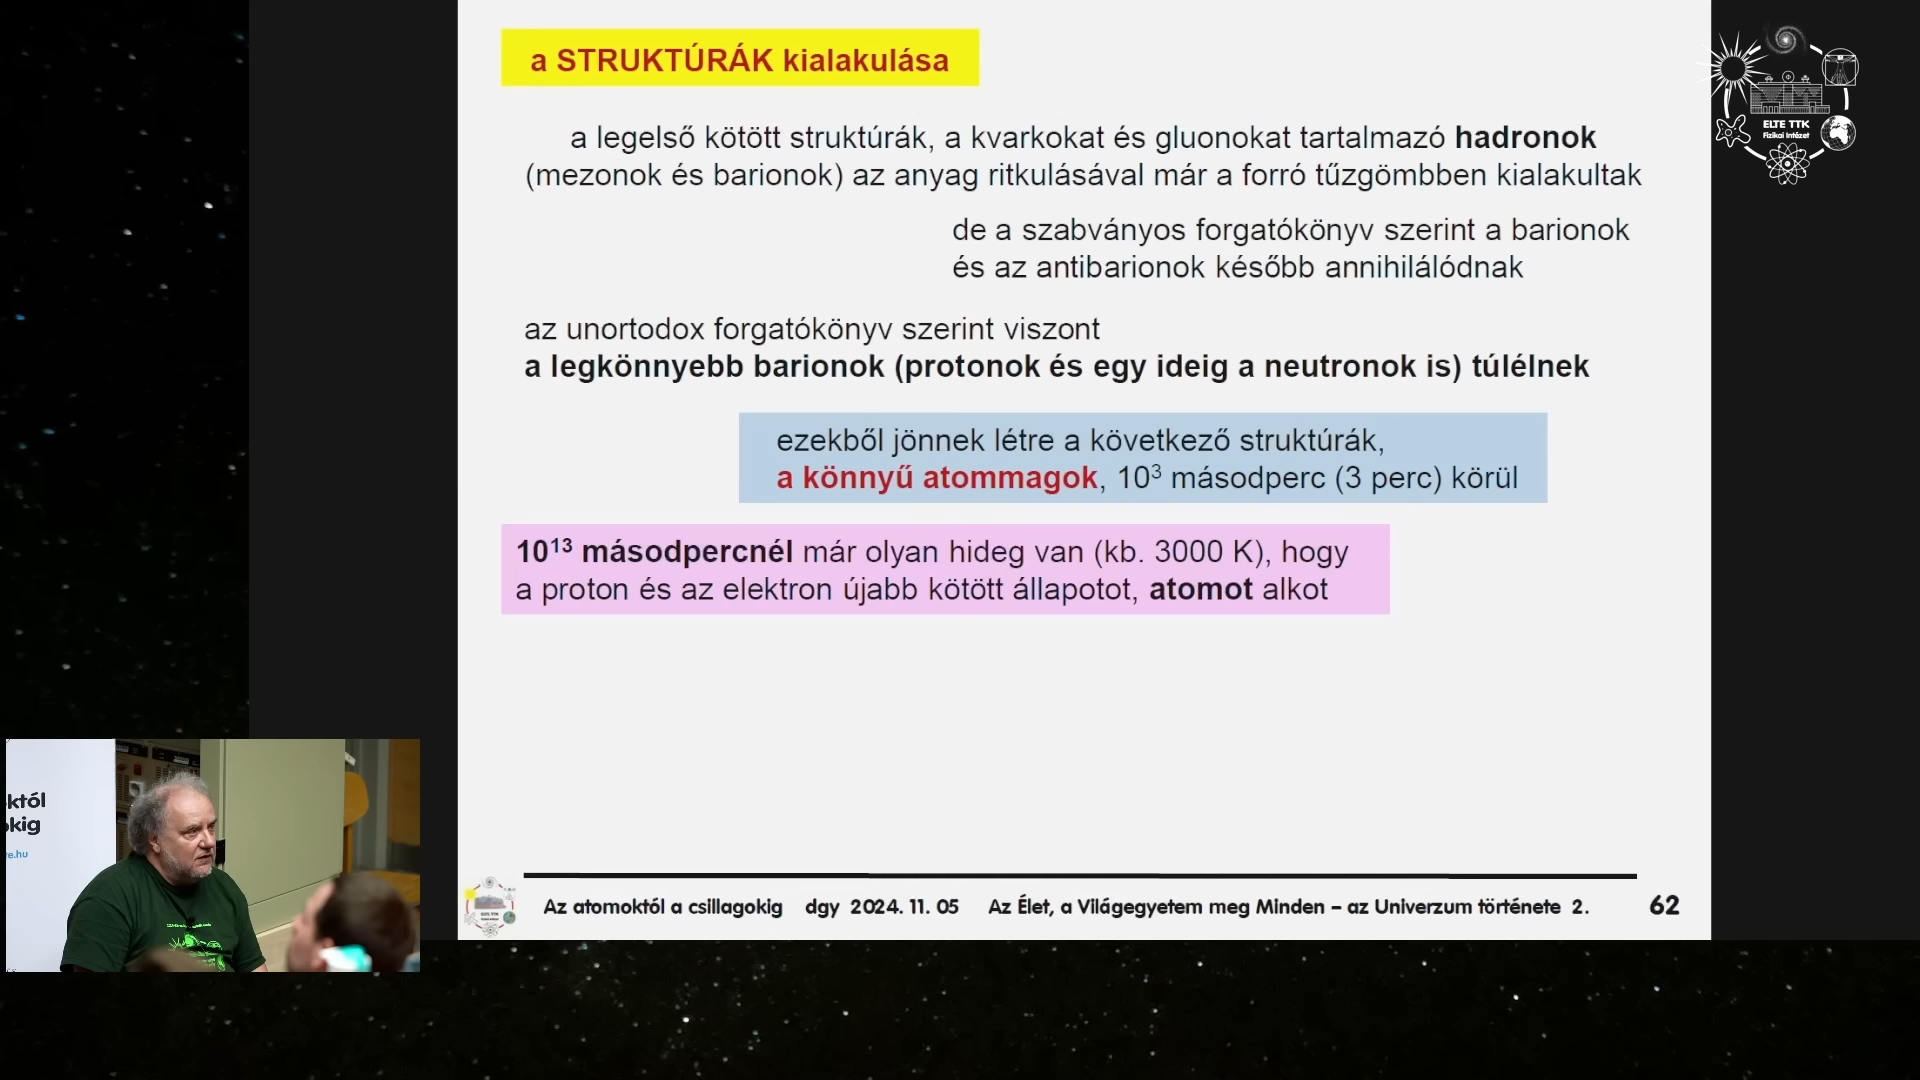 a STRUKTÚRÁK kialakulása
a legelső kötött struktúrák, a kvarkokat és gluonokat tartalmazó hadronok
(mezonok és barionok) az anyag ritkulásával már a forró tűzgömbben kialakultak
de a szabványos forgatókönyv szerint a barionok
és az antibarionok később annihilálódnak
az unortodox forgatókönyv szerint viszont
a legkönnyebb barionok (protonok és egy ideig a neutronok is) túlélnek
ezekből jönnek létre a következő struktúrák,
a könnyű atommagok, 10³ másodperc (3 perc) körül
10¹³ másodpercnél már olyan hideg van (kb. 3000 K), hogy
a proton és az elektron újabb kötött állapotot, atomot alkot
Az atomoktól a csillagokig dgy 2024. 11. 05 Az Élet, a Világegyetem meg Minden – az Univerzum története 2. 62
ELTE TTK
Fizikai Intézet
któl
kig
te.hu